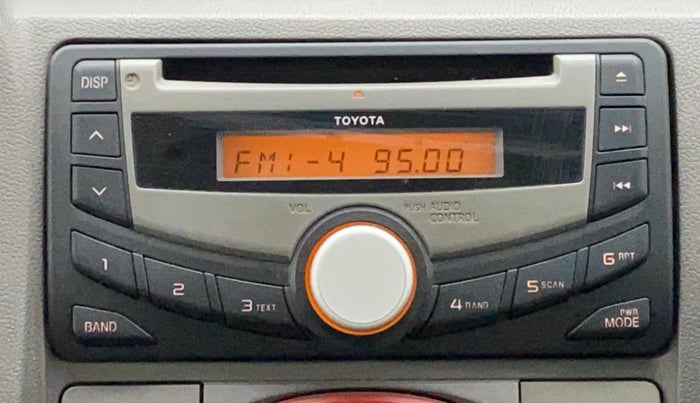 DISP
TOYOTA
FM1-4 95.00
VOL
PUSH AUDIO
CONTROL
1
2
3 TEXT
4 RAND
5 SCAN
6 RPT
BAND
PWR
MODE